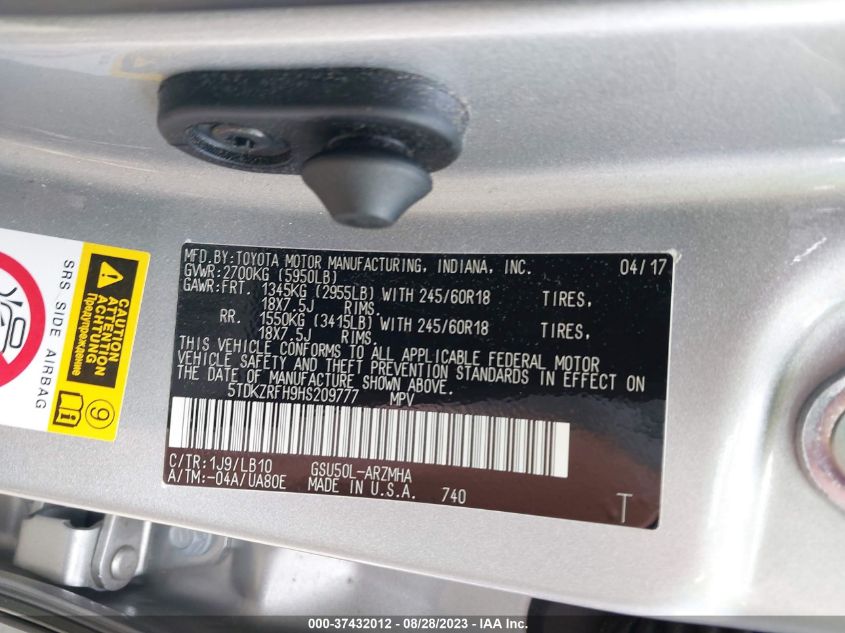 MFD.BY:TOYOTA MOTOR MANUFACTURING, INDIANA, INC. 04/17
GVWR:2700KG (5950LB)
GAWR:FRT. 1345KG (2955LB) WITH 245/60R18 TIRES,
18X7.5J RIMS.
RR. 1550KG (3415LB) WITH 245/60R18 TIRES,
18X7.5J RIMS.
THIS VEHICLE CONFORMS TO ALL APPLICABLE FEDERAL MOTOR
VEHICLE SAFETY AND THEFT PREVENTION STANDARDS IN EFFECT ON
THE DATE OF MANUFACTURE SHOWN ABOVE.
5TDKZRFH9HS209777 MPV
C/TR:1J9/LB10 GSU50L-ARZMHA
A/TM:-04A/UA80E MADE IN U.S.A. 740 T
SRS SIDE AIRBAG
CAUTION
ATTENTION
ACHTUNG
Предупреждение
9
000-37432012 - 08/28/2023 - IAA Inc.